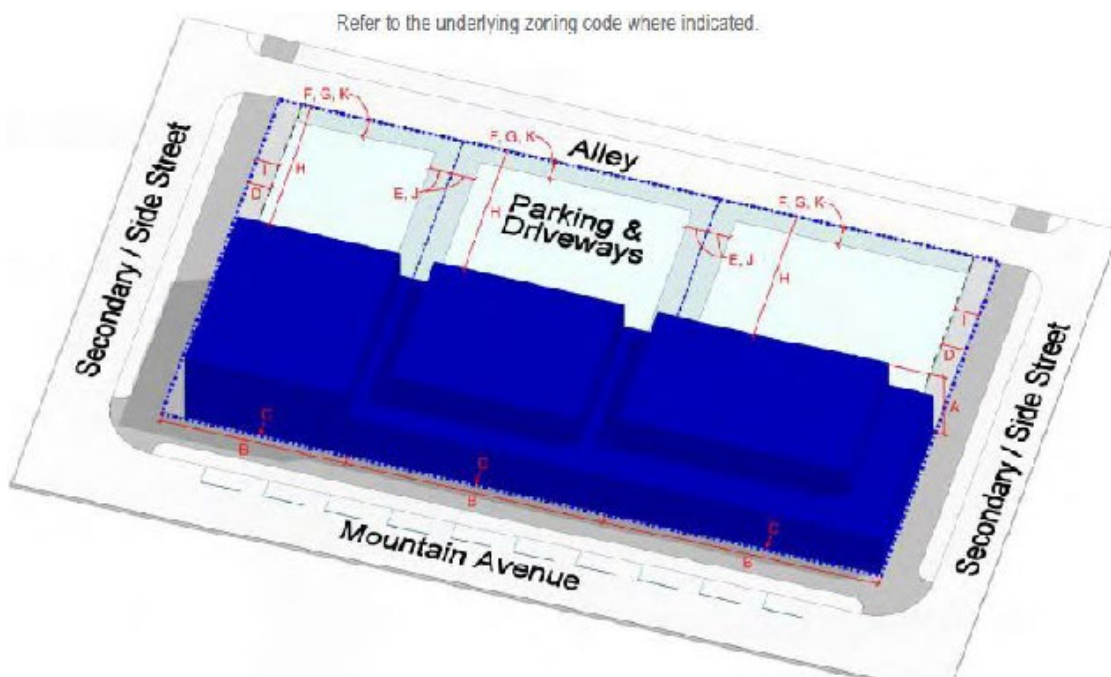 Refer to the underlying zoning code where indicated.
F, G, K
F, G, K
Alley
I
H
D
E, J
H
Parking &
Driveways
F, G, K
E, J
H
I
D
A
Secondary / Side Street
Secondary / Side Street
C
B
C
B
C
B
Mountain Avenue